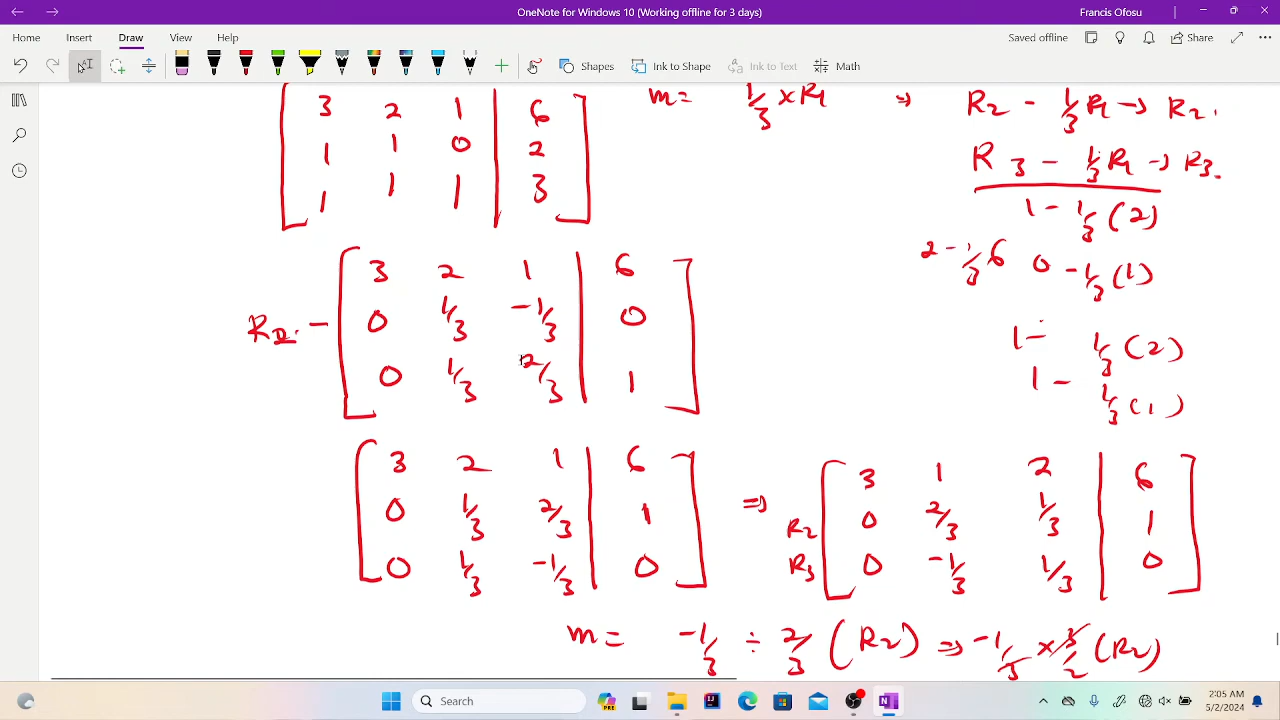 OneNote for Windows 10 (Working offline for 3 days)
Francis Ofosu
Home Insert Draw View Help
Saved offline Share
Shapes Ink to Shape Ink to Text Math
3 2 1 | 6 m = 1/3 × R1 ⇒ R2 - 1/3 R1 → R2.
1 1 0 | 2 R3 - 1/3 R1 → R3.
1 1 1 | 3
1 - 1/3 (2)
2 - 1/3 6 0 - 1/3 (1)
3 2 1 | 6
R2. - 0 1/3 -1/3 | 0
0 1/3 2/3 | 1
1 - 1/3 (2)
1 - 1/3 (1)
3 2 1 | 6
0 1/3 2/3 | 1
0 1/3 -1/3 | 0
⇒
3 1 2 | 6
R2 0 2/3 1/3 | 1
R3 0 -1/3 1/3 | 0
m = -1/3 ÷ 2/3 (R2) ⇒ -1/3 × 3/2 (R2)
Search
2:05 AM
5/2/2024